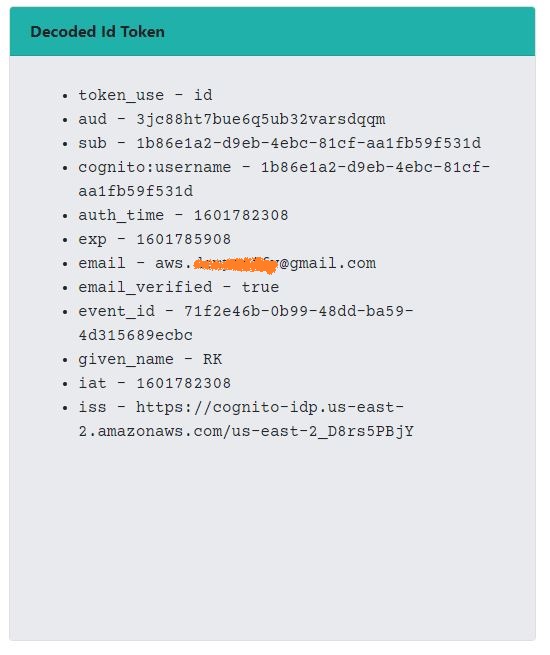 Decoded Id Token
• token_use - id
• aud - 3jc88ht7bue6q5ub32varsdqqm
• sub - 1b86e1a2-d9eb-4ebc-81cf-aa1fb59f531d
• cognito:username - 1b86e1a2-d9eb-4ebc-81cf-
aa1fb59f531d
• auth_time - 1601782308
• exp - 1601785908
• email - aws.@gmail.com
• email_verified - true
• event_id - 71f2e46b-0b99-48dd-ba59-
4d315689ecbc
• given_name - RK
• iat - 1601782308
• iss - https://cognito-idp.us-east-
2.amazonaws.com/us-east-2_D8rs5PBjY